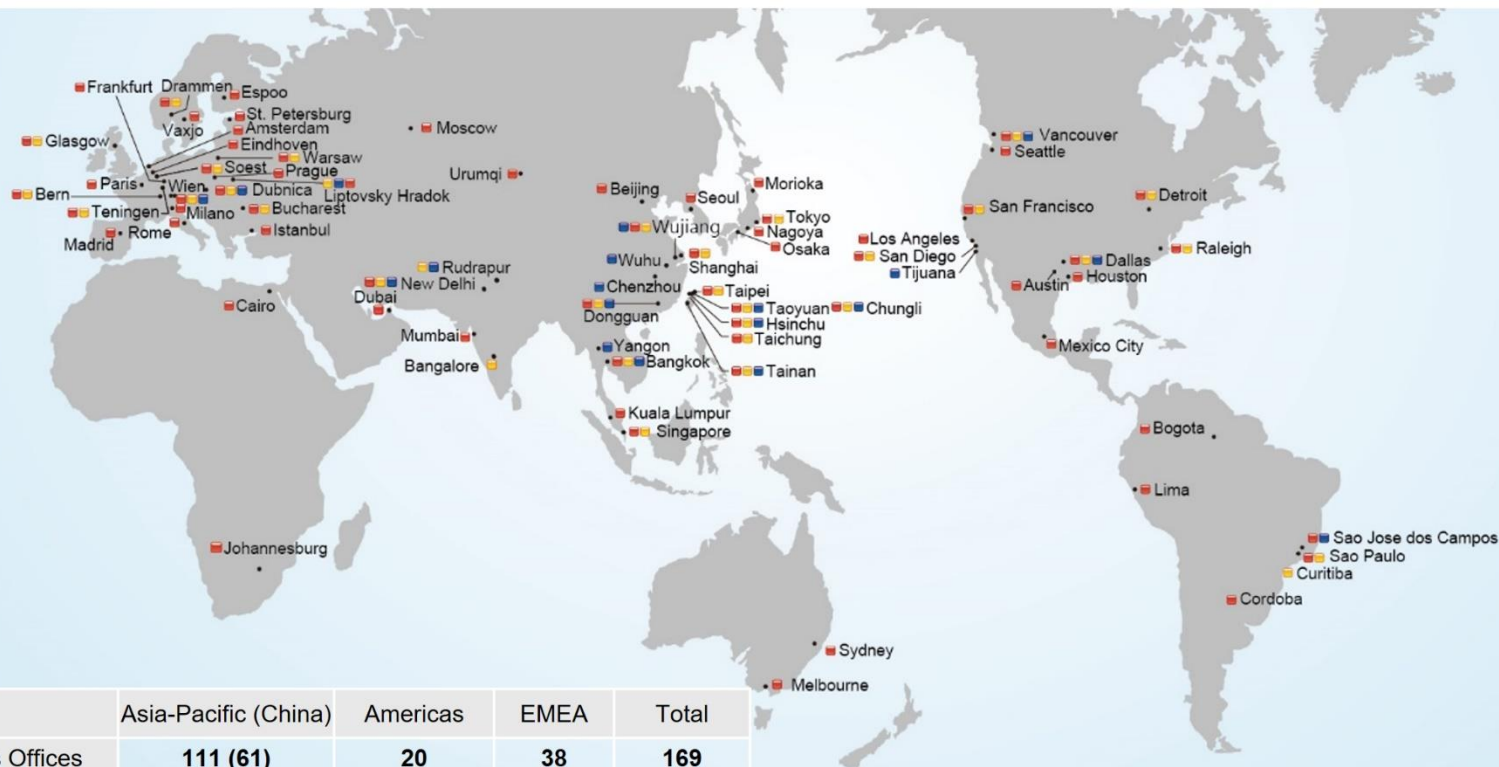 Frankfurt
Drammen
Espoo
St. Petersburg
Vaxjo
Amsterdam
Moscow
Glasgow
Eindhoven
Warsaw
Soest
Prague
Urumqi
Paris
Wien
Dubnica
Liptovsky Hradok
Bern
Teningen
Milano
Bucharest
Rome
Istanbul
Madrid
Beijing
Seoul
Morioka
Tokyo
Nagoya
Osaka
Wujiang
Wuhu
Shanghai
Rudrapur
New Delhi
Chenzhou
Taipei
Dubai
Cairo
Dongguan
Taoyuan
Chungli
Hsinchu
Taichung
Mumbai
Yangon
Bangkok
Bangalore
Tainan
Kuala Lumpur
Singapore
Vancouver
Seattle
Detroit
San Francisco
Los Angeles
San Diego
Tijuana
Raleigh
Dallas
Houston
Austin
Mexico City
Bogota
Lima
Johannesburg
Sao Jose dos Campos
Sao Paulo
Curitiba
Cordoba
Sydney
Melbourne
Asia-Pacific (China) Americas EMEA Total
Offices 111 (61) 20 38 169